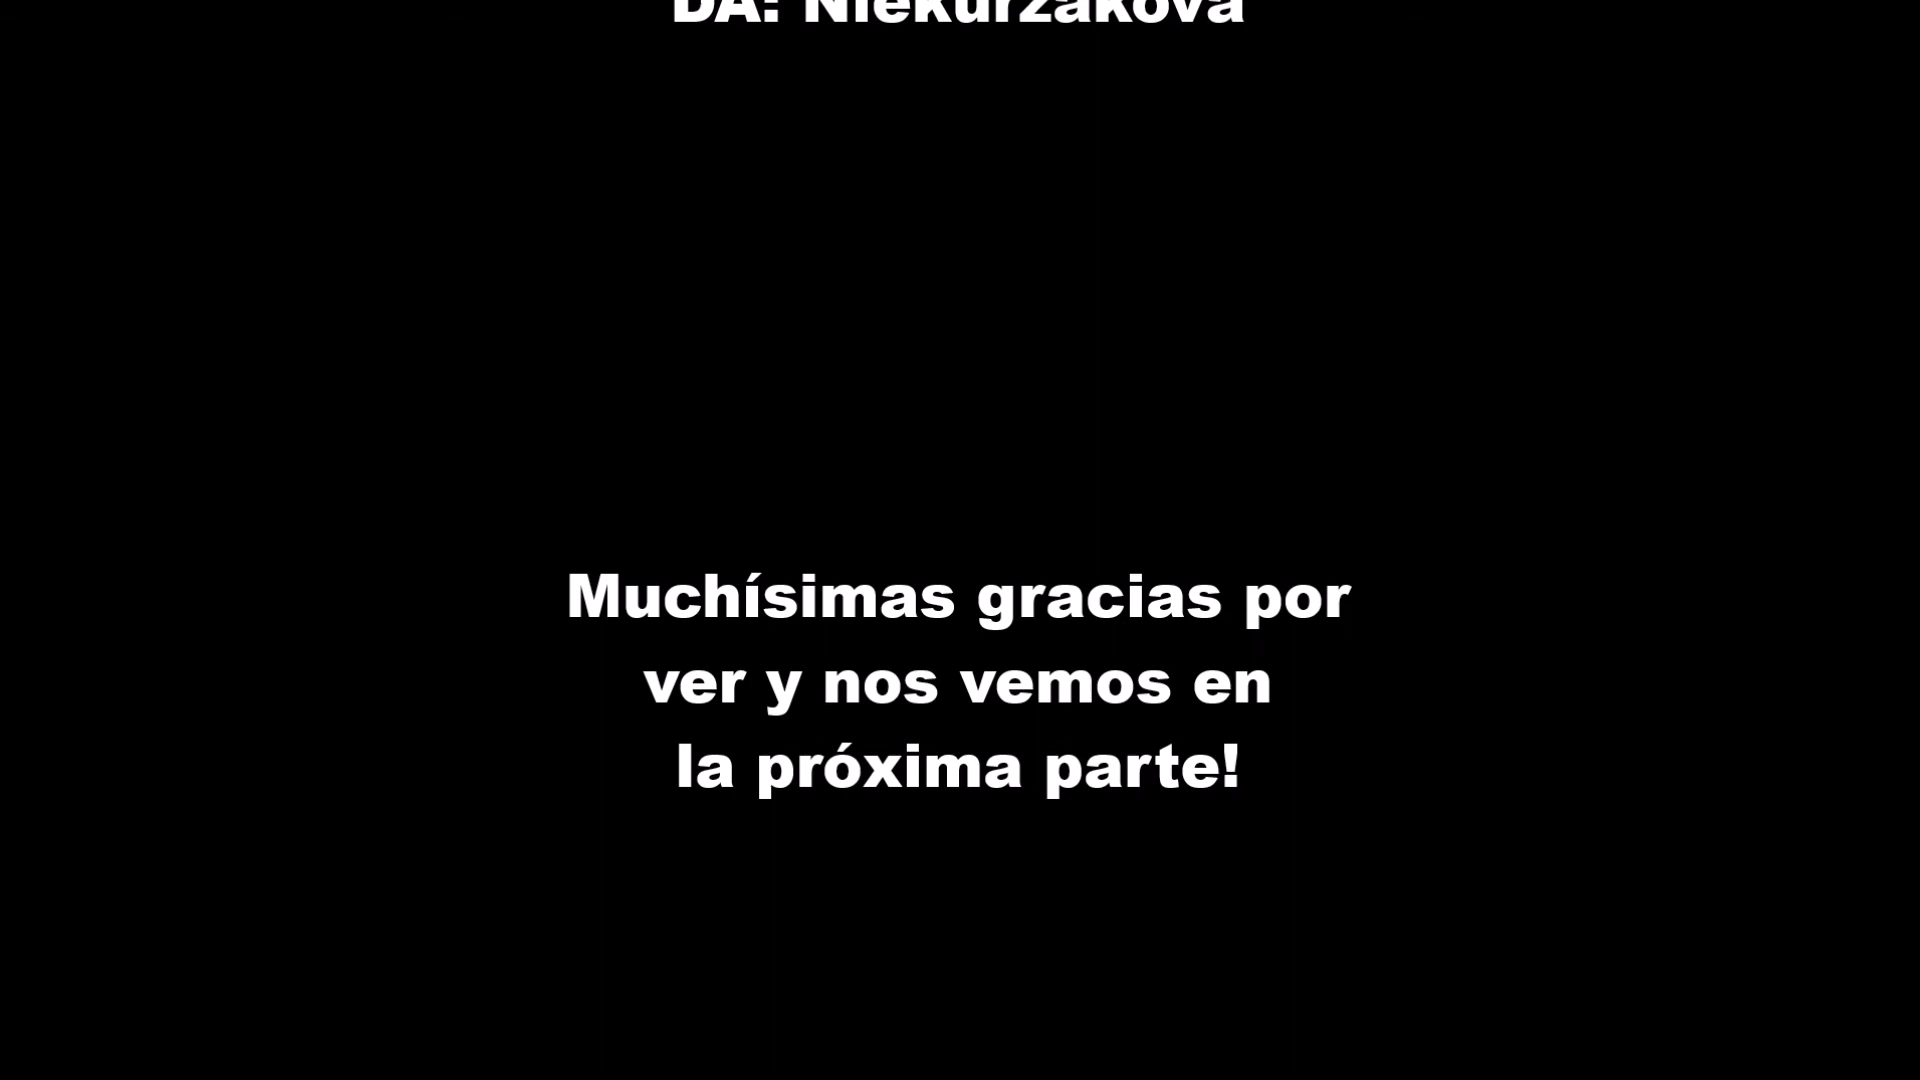 DA: Niekurzakova
Muchísimas gracias por
ver y nos vemos en
la próxima parte!